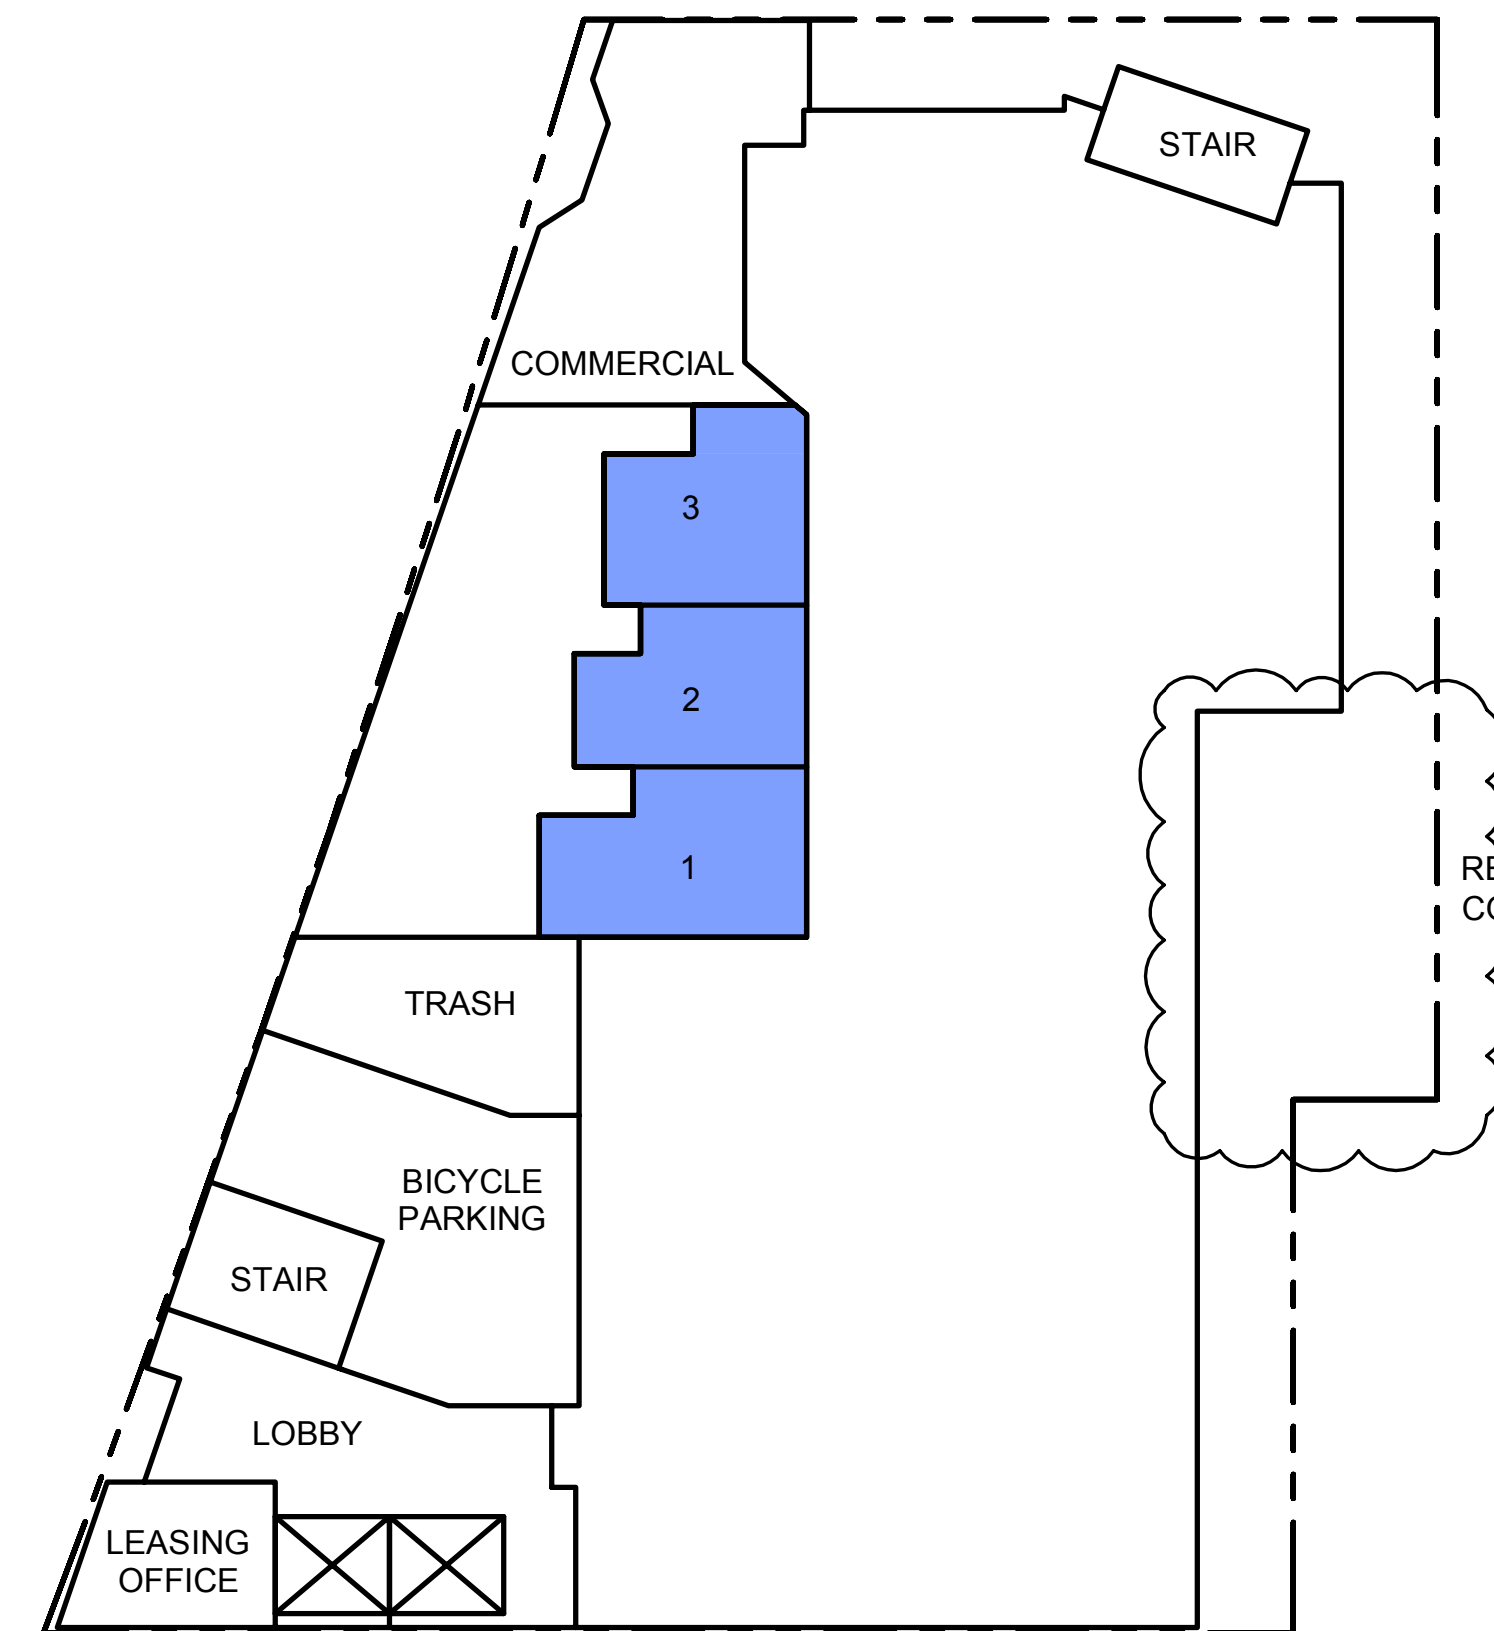 STAIR
COMMERCIAL
3
2
1
TRASH
BICYCLE
PARKING
STAIR
LOBBY
LEASING
OFFICE